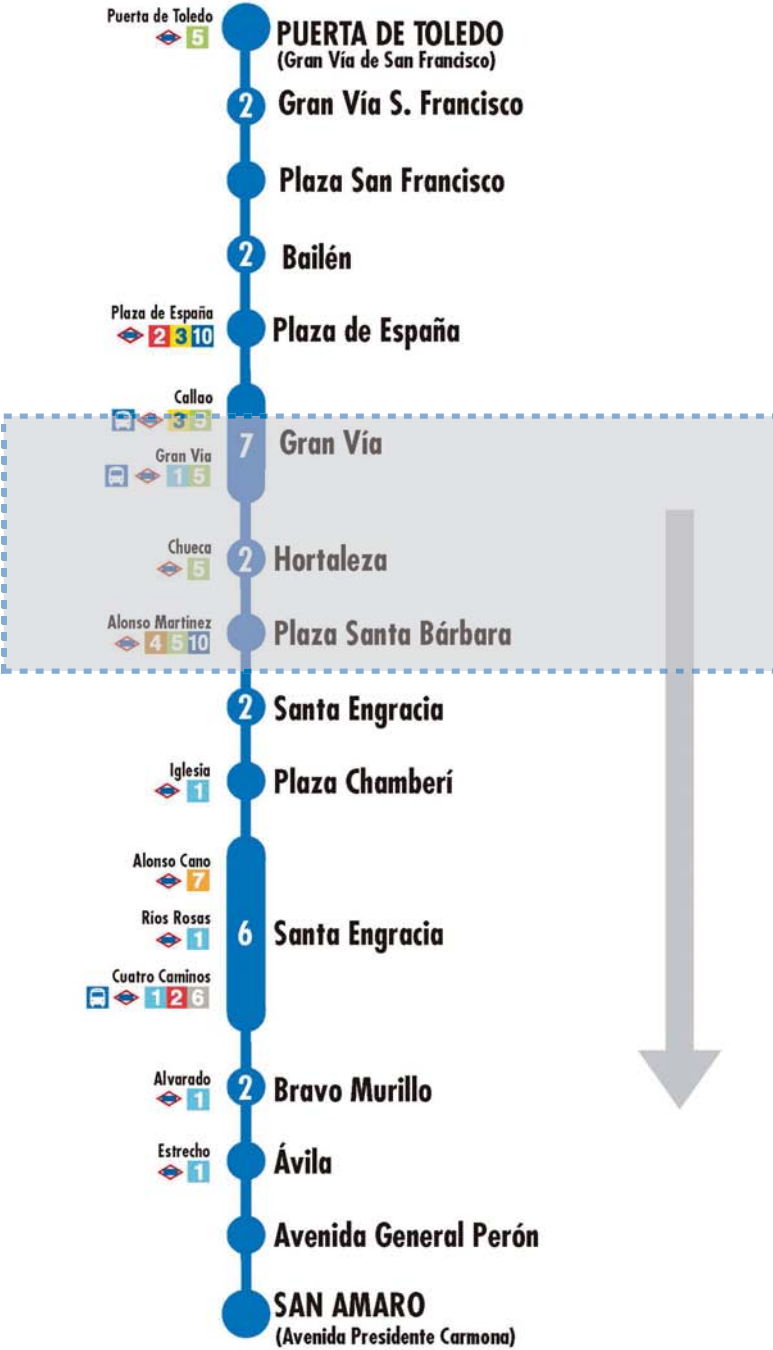 Puerta de Toledo
5
PUERTA DE TOLEDO
(Gran Vía de San Francisco)
2
Gran Vía S. Francisco
Plaza San Francisco
2
Bailén
Plaza de España
2 3 10
Plaza de España
Callao
3 5
Gran Via
1 5
7
Gran Vía
Chueca
5
2
Hortaleza
Alonso Martínez
4 5 10
Plaza Santa Bárbara
2
Santa Engracia
Iglesia
1
Plaza Chamberí
Alonso Cano
7
Ríos Rosas
1
6
Santa Engracia
Cuatro Caminos
1 2 6
Alvarado
1
2
Bravo Murillo
Estrecho
1
Ávila
Avenida General Perón
SAN AMARO
(Avenida Presidente Carmona)